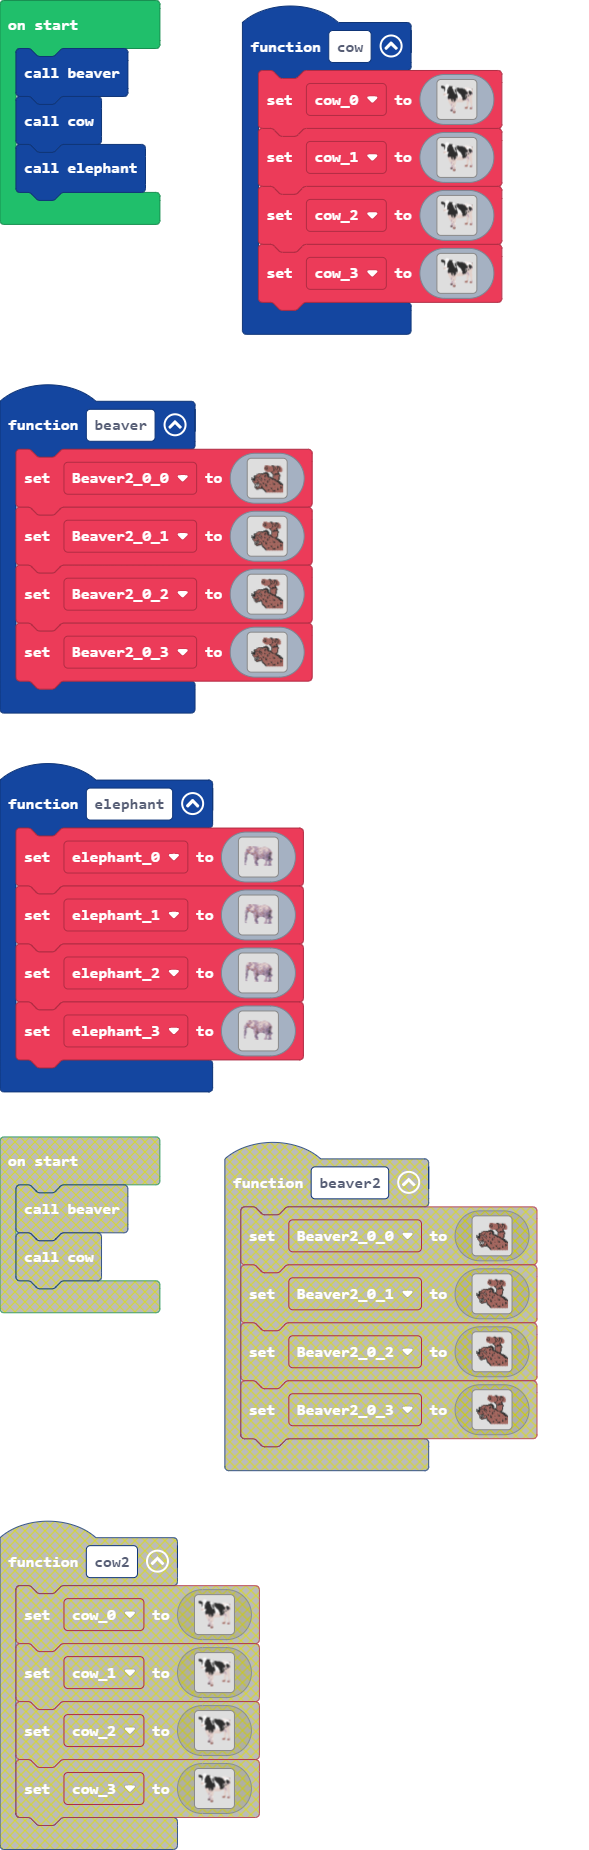 on start
call beaver
call cow
call elephant
function cow
set cow_0 to
set cow_1 to
set cow_2 to
set cow_3 to
function beaver
set Beaver2_0_0 to
set Beaver2_0_1 to
set Beaver2_0_2 to
set Beaver2_0_3 to
function elephant
set elephant_0 to
set elephant_1 to
set elephant_2 to
set elephant_3 to
on start
call beaver
call cow
function beaver2
set Beaver2_0_0 to
set Beaver2_0_1 to
set Beaver2_0_2 to
set Beaver2_0_3 to
function cow2
set cow_0 to
set cow_1 to
set cow_2 to
set cow_3 to